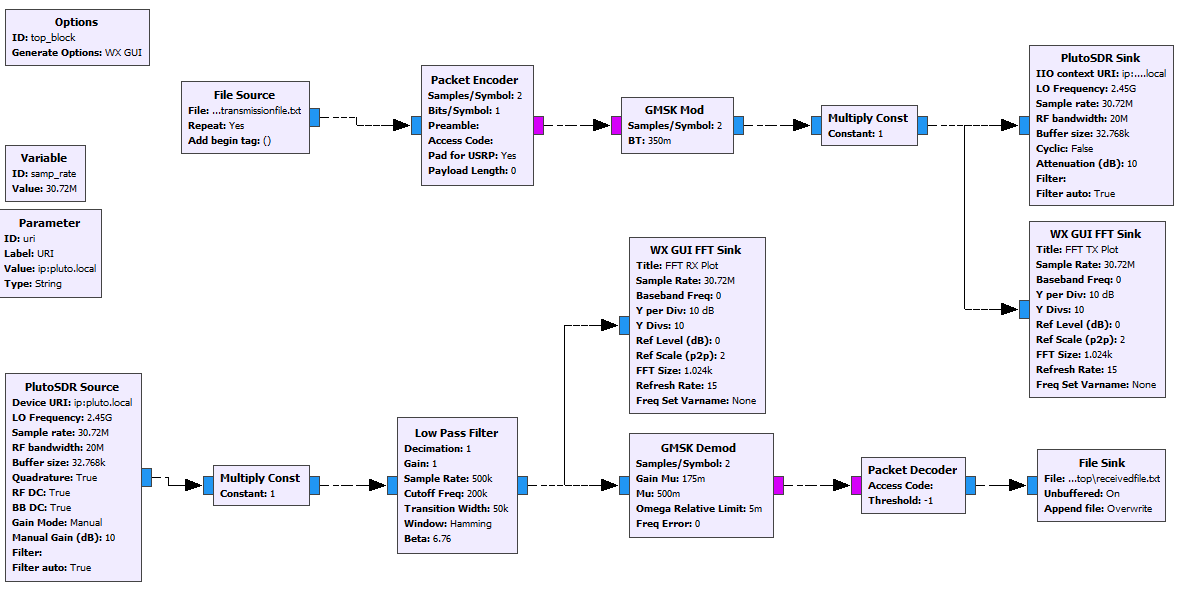 Options
ID: top_block
Generate Options: WX GUI
File Source
File: ...transmissionfile.txt
Repeat: Yes
Add begin tag: ()
Packet Encoder
Samples/Symbol: 2
Bits/Symbol: 1
Preamble:
Access Code:
Pad for USRP: Yes
Payload Length: 0
GMSK Mod
Samples/Symbol: 2
BT: 350m
Multiply Const
Constant: 1
PlutoSDR Sink
IIO context URI: ip:....local
LO Frequency: 2.45G
Sample rate: 30.72M
RF bandwidth: 20M
Buffer size: 32.768k
Cyclic: False
Attenuation (dB): 10
Filter:
Filter auto: True
Variable
ID: samp_rate
Value: 30.72M
Parameter
ID: uri
Label: URI
Value: ip:pluto.local
Type: String
WX GUI FFT Sink
Title: FFT RX Plot
Sample Rate: 30.72M
Baseband Freq: 0
Y per Div: 10 dB
Y Divs: 10
Ref Level (dB): 0
Ref Scale (p2p): 2
FFT Size: 1.024k
Refresh Rate: 15
Freq Set Varname: None
WX GUI FFT Sink
Title: FFT TX Plot
Sample Rate: 30.72M
Baseband Freq: 0
Y per Div: 10 dB
Y Divs: 10
Ref Level (dB): 0
Ref Scale (p2p): 2
FFT Size: 1.024k
Refresh Rate: 15
Freq Set Varname: None
PlutoSDR Source
Device URI: ip:pluto.local
LO Frequency: 2.45G
Sample rate: 30.72M
RF bandwidth: 20M
Buffer size: 32.768k
Quadrature: True
RF DC: True
BB DC: True
Gain Mode: Manual
Manual Gain (dB): 10
Filter:
Filter auto: True
Multiply Const
Constant: 1
Low Pass Filter
Decimation: 1
Gain: 1
Sample Rate: 500k
Cutoff Freq: 200k
Transition Width: 50k
Window: Hamming
Beta: 6.76
GMSK Demod
Samples/Symbol: 2
Gain Mu: 175m
Mu: 500m
Omega Relative Limit: 5m
Freq Error: 0
Packet Decoder
Access Code:
Threshold: -1
File Sink
File: ...top\receivedfile.txt
Unbuffered: On
Append file: Overwrite